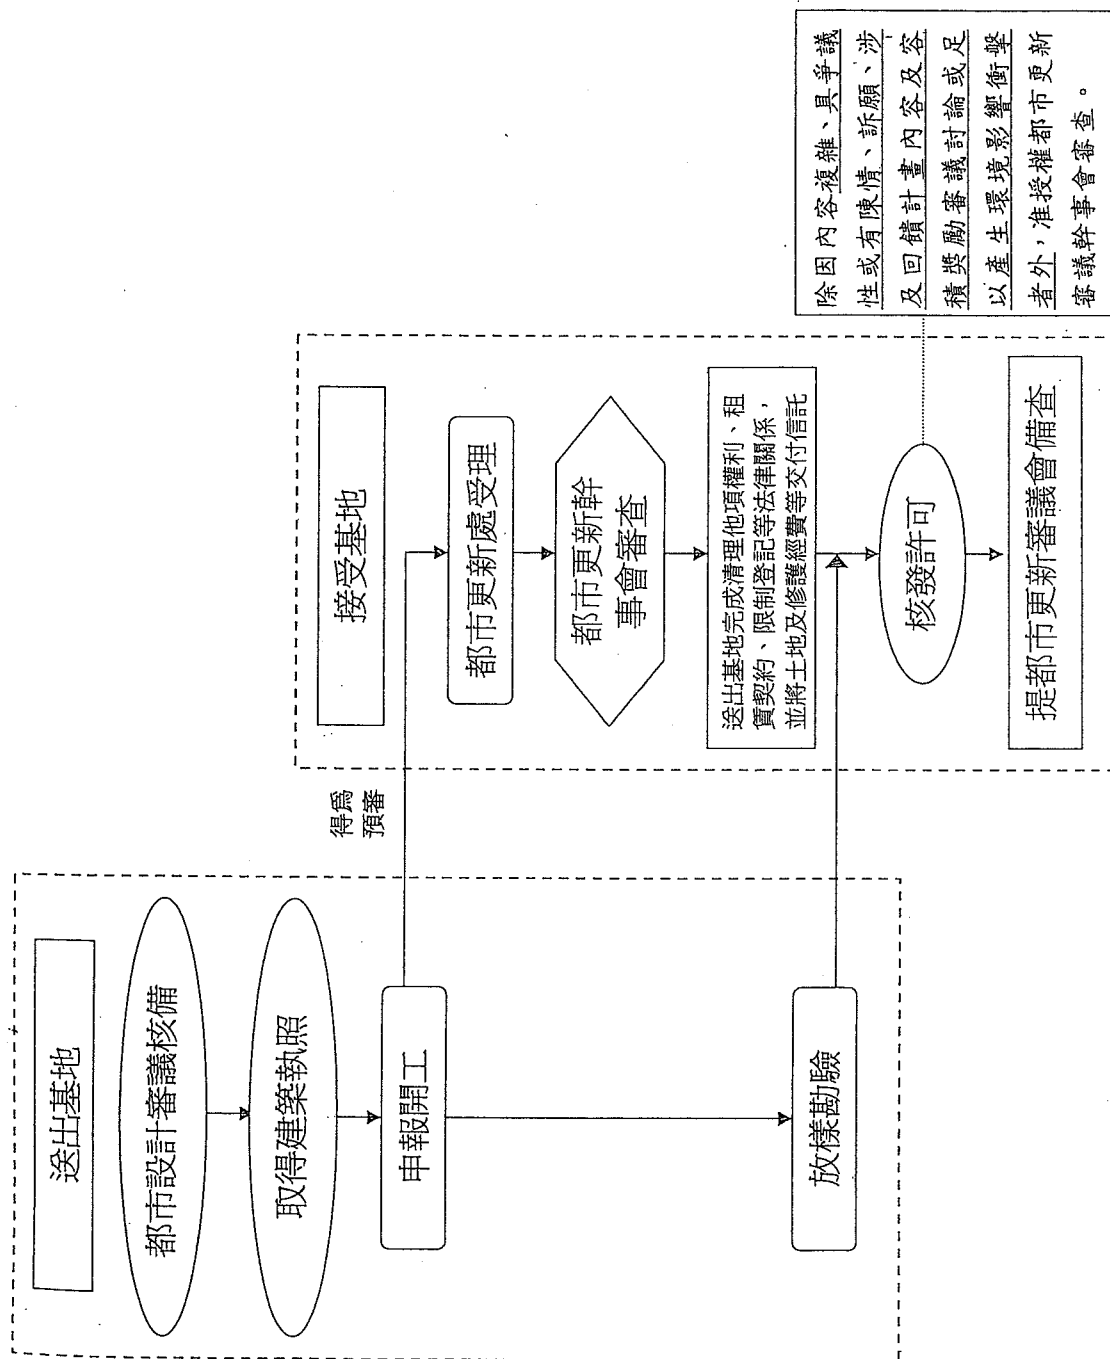 送出基地
都市設計審議核備
取得建築執照
申報開工
放樣勘驗
得為
預審
接受基地
都市更新處受理
都市更新幹
事會審查
送出基地完成清理他項權利、租
賃契約、限制登記等法律關係，
並將土地及修護經費等交付信託
核發許可
提都市更新審議會備查
除因內容複雜、具爭議
性或有陳情、訴願、涉
及回饋計畫內容及容
積獎勵審議討論或足
以產生環境影響衝擊
者外，准授權都市更新
審議幹事會審查。